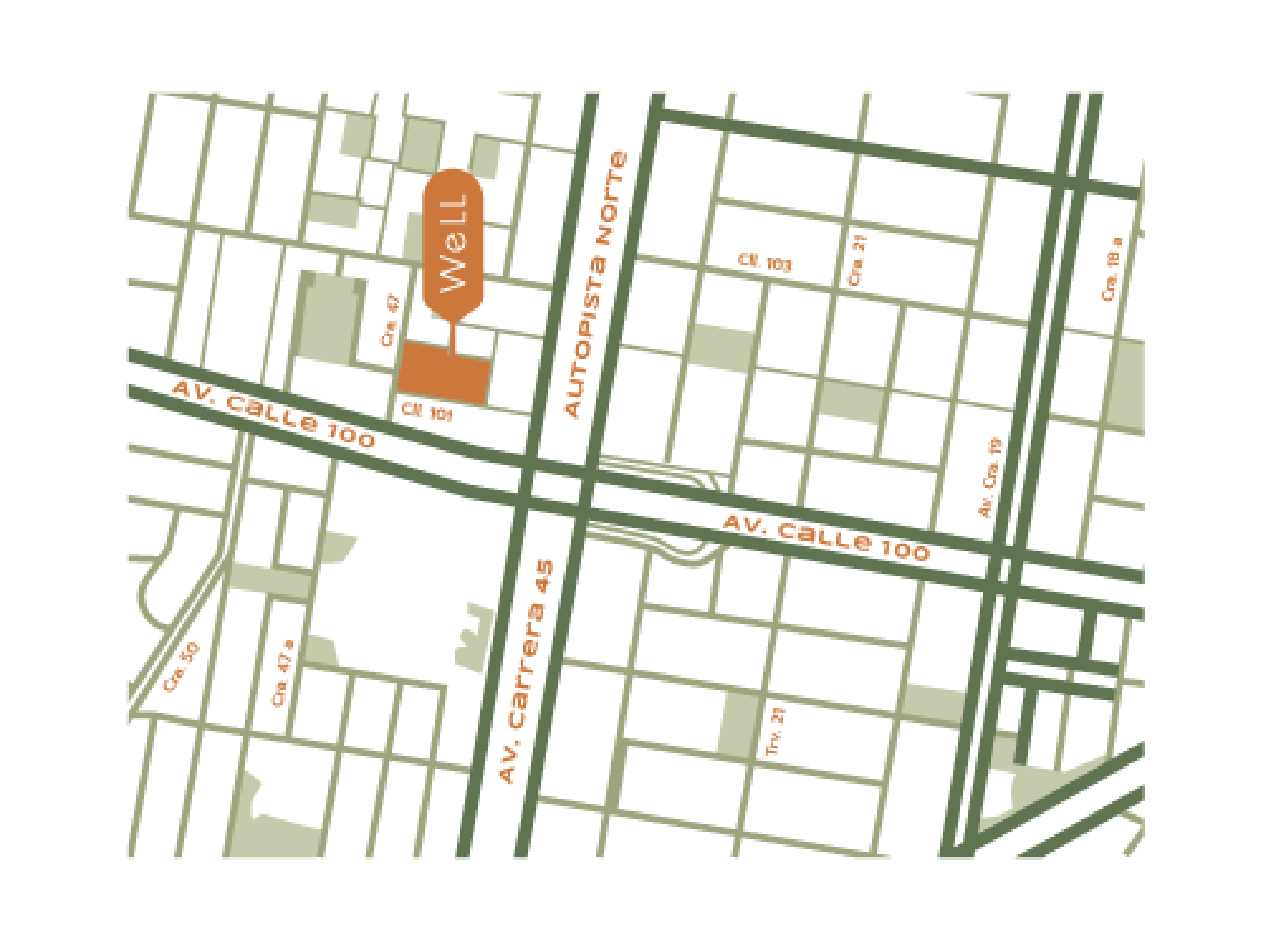 Well
AUTOPISTA NORTE
Cll. 103
Cra. 21
Cra. 18 a
Cra. 47
AV. Calle 100
Cll. 101
Av. Cra. 19
AV. Calle 100
AV. Carrera 45
Cra. 50
Cra. 47 a
Trv. 21